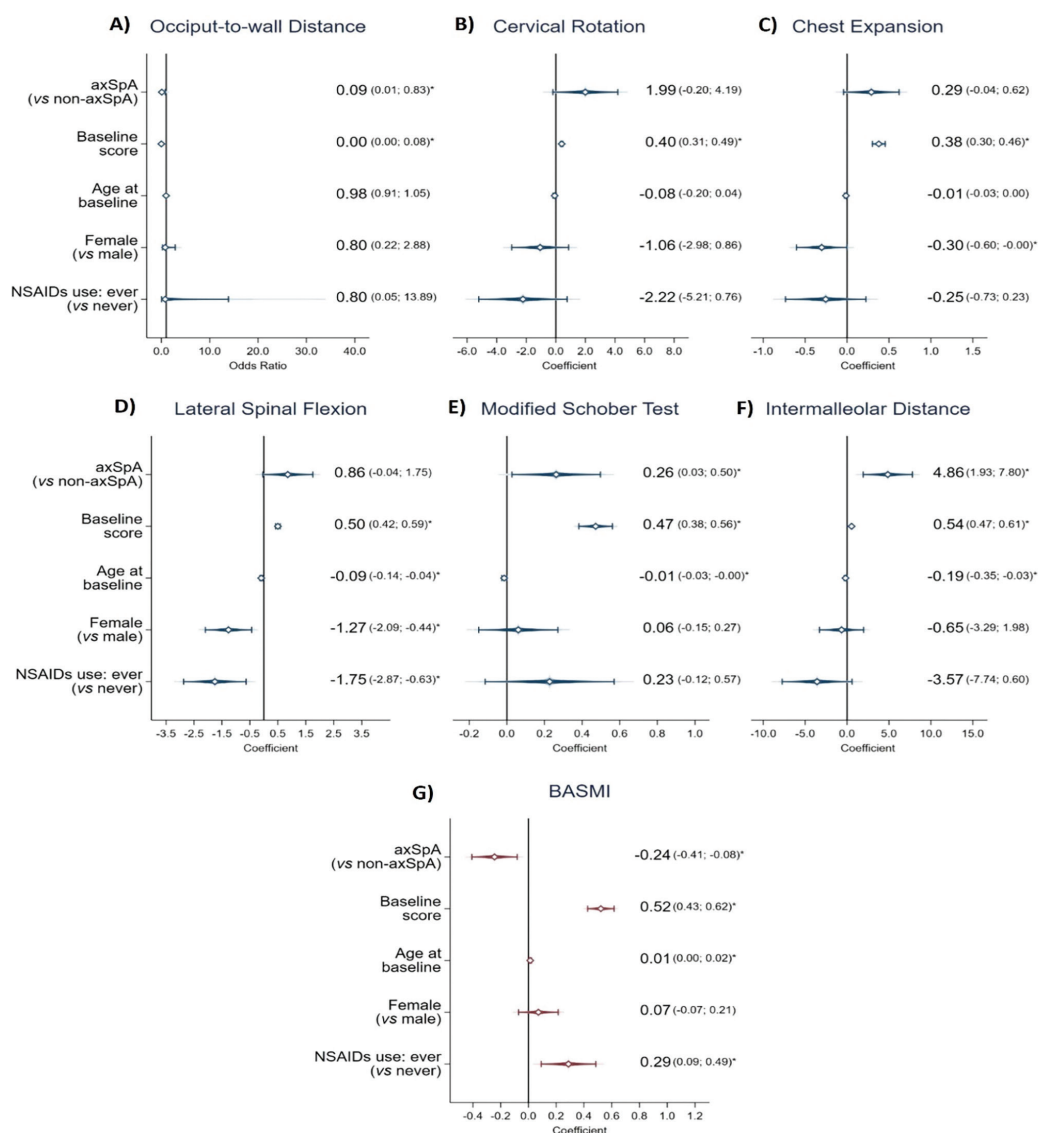 A) Occiput-to-wall Distance
axSpA
(vs non-axSpA)
0.09 (0.01; 0.83)*
Baseline
score
0.00 (0.00; 0.08)*
Age at
baseline
0.98 (0.91; 1.05)
Female
(vs male)
0.80 (0.22; 2.88)
NSAIDs use: ever
(vs never)
0.80 (0.05; 13.89)
0.0 10.0 20.0 30.0 40.0
Odds Ratio
B) Cervical Rotation
1.99 (-0.20; 4.19)
0.40 (0.31; 0.49)*
-0.08 (-0.20; 0.04)
-1.06 (-2.98; 0.86)
-2.22 (-5.21; 0.76)
-6.0 -4.0 -2.0 0.0 2.0 4.0 6.0 8.0
Coefficient
C) Chest Expansion
0.29 (-0.04; 0.62)
0.38 (0.30; 0.46)*
-0.01 (-0.03; 0.00)
-0.30 (-0.60; -0.00)*
-0.25 (-0.73; 0.23)
-1.0 -0.5 0.0 0.5 1.0 1.5
Coefficient
D) Lateral Spinal Flexion
axSpA
(vs non-axSpA)
0.86 (-0.04; 1.75)
Baseline
score
0.50 (0.42; 0.59)*
Age at
baseline
-0.09 (-0.14; -0.04)*
Female
(vs male)
-1.27 (-2.09; -0.44)*
NSAIDs use: ever
(vs never)
-1.75 (-2.87; -0.63)*
-3.5 -2.5 -1.5 -0.5 0.5 1.5 2.5 3.5
Coefficient
E) Modified Schober Test
0.26 (0.03; 0.50)*
0.47 (0.38; 0.56)*
-0.01 (-0.03; -0.00)*
0.06 (-0.15; 0.27)
0.23 (-0.12; 0.57)
-0.2 0.0 0.2 0.4 0.6 0.8 1.0
Coefficient
F) Intermalleolar Distance
4.86 (1.93; 7.80)*
0.54 (0.47; 0.61)*
-0.19 (-0.35; -0.03)*
-0.65 (-3.29; 1.98)
-3.57 (-7.74; 0.60)
-10.0 -5.0 0.0 5.0 10.0 15.0
Coefficient
G) BASMI
axSpA
(vs non-axSpA)
-0.24 (-0.41; -0.08)*
Baseline
score
0.52 (0.43; 0.62)*
Age at
baseline
0.01 (0.00; 0.02)*
Female
(vs male)
0.07 (-0.07; 0.21)
NSAIDs use: ever
(vs never)
0.29 (0.09; 0.49)*
-0.4 -0.2 0.0 0.2 0.4 0.6 0.8 1.0 1.2
Coefficient